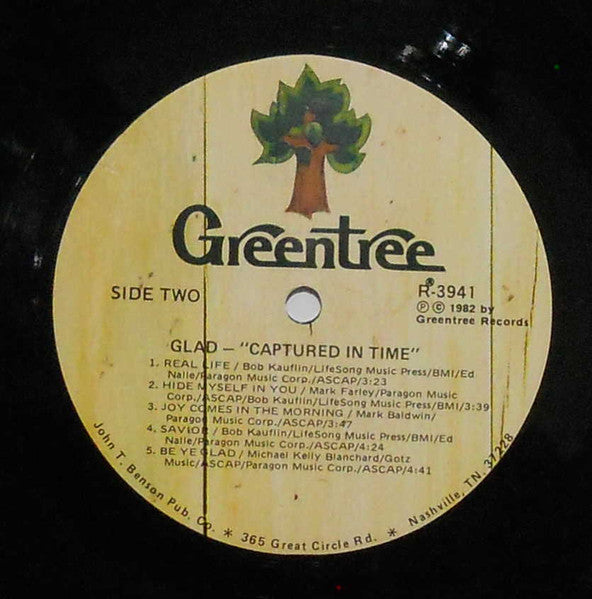 Greentree®
SIDE TWO
R-3941
Ⓟ © 1982 by
Greentree Records
GLAD — "CAPTURED IN TIME"
1. REAL LIFE / Bob Kauflin/LifeSong Music Press/BMI/Ed
Nalle/Paragon Music Corp./ASCAP/3:23
2. HIDE MYSELF IN YOU / Mark Farley/Paragon Music
Corp./ASCAP/Bob Kauflin/LifeSong Music Press/BMI/3:39
3. JOY COMES IN THE MORNING / Mark Baldwin/
Paragon Music Corp./ASCAP/3:47
4. SAVIOR / Bob Kauflin/LifeSong Music Press/BMI/Ed
Nalle/Paragon Music Corp./ASCAP/4:24
5. BE YE GLAD / Michael Kelly Blanchard/Gotz
Music/ASCAP/Paragon Music Corp./ASCAP/4:41
John T. Benson Pub. Co. * 365 Great Circle Rd. * Nashville, TN. 37228